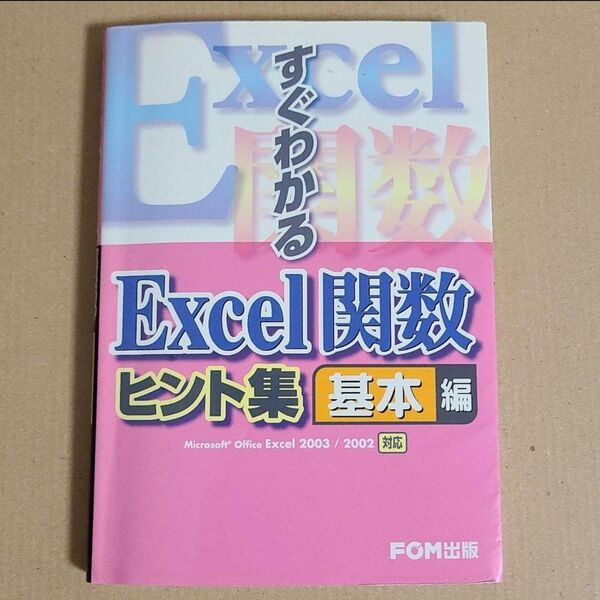 Excel
関数
すぐわかる
Excel関数
ヒント集 基本編
Microsoft® Office Excel 2003 / 2002 対応
FOM出版